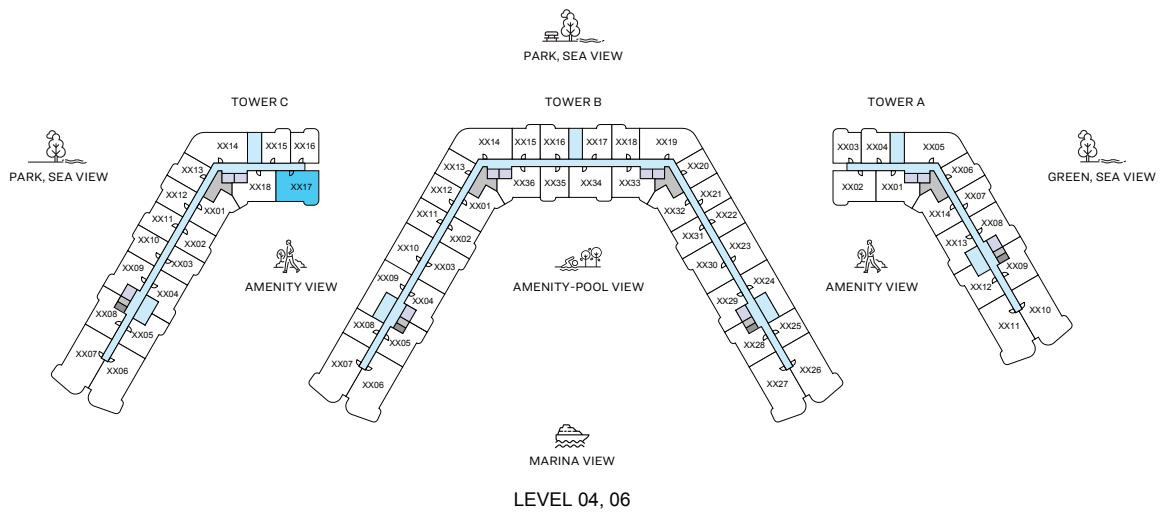 PARK, SEA VIEW
TOWER C
TOWER B
TOWER A
PARK, SEA VIEW
GREEN, SEA VIEW
XX14
XX15
XX16
XX13
XX18
XX17
XX12
XX01
XX11
XX02
XX10
XX03
XX09
XX04
XX08
XX05
XX07
XX06
AMENITY VIEW
XX14
XX15
XX16
XX17
XX18
XX19
XX13
XX20
XX36
XX35
XX34
XX33
XX12
XX21
XX01
XX32
XX11
XX22
XX02
XX31
XX10
XX23
XX03
XX30
XX09
XX24
XX04
XX29
XX08
XX25
XX05
XX28
XX07
XX26
XX06
XX27
AMENITY-POOL VIEW
XX03
XX04
XX05
XX02
XX01
XX06
XX07
XX14
XX08
XX13
XX09
XX12
XX10
XX11
AMENITY VIEW
MARINA VIEW
LEVEL 04, 06